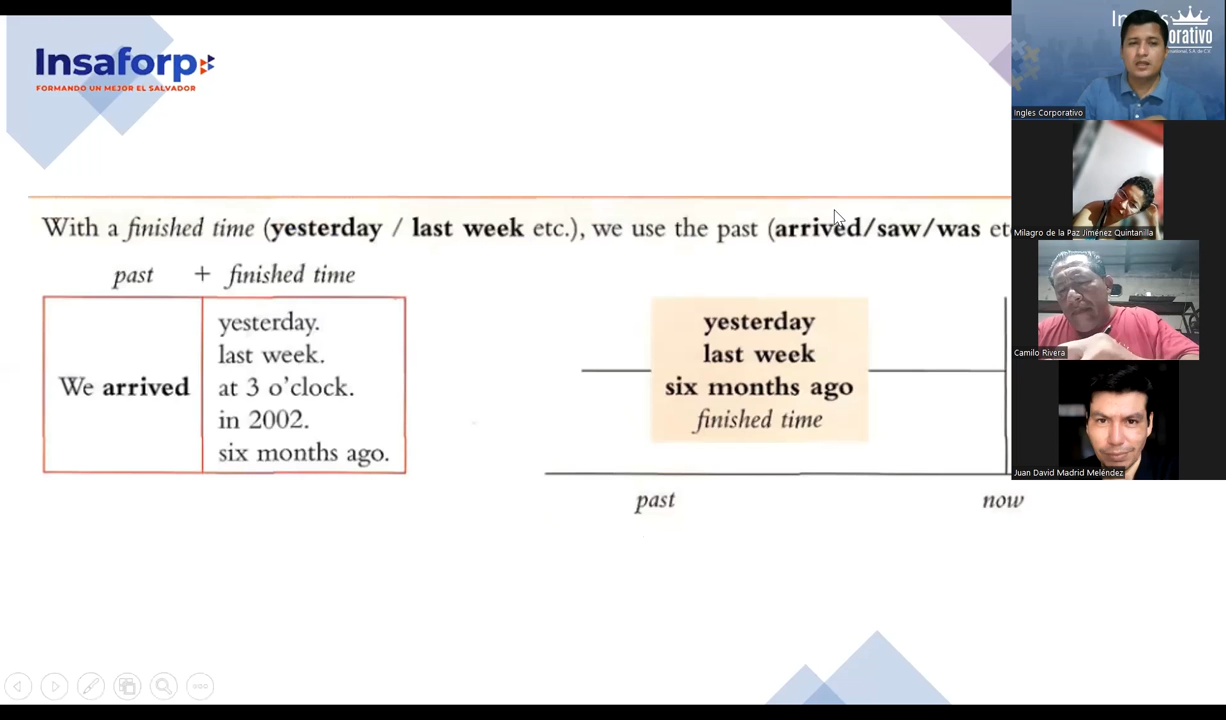 Insaforp
FORMANDO UN MEJOR EL SALVADOR
With a finished time (yesterday / last week etc.), we use the past (arrived/saw/was et
past + finished time
We arrived
yesterday.
last week.
at 3 o'clock.
in 2002.
six months ago.
yesterday
last week
six months ago
finished time
past
now
orativo
Ingles Corporativo
Milagro de la Paz Jiménez Quintanilla
Camilo Rivera
Juan David Madrid Meléndez